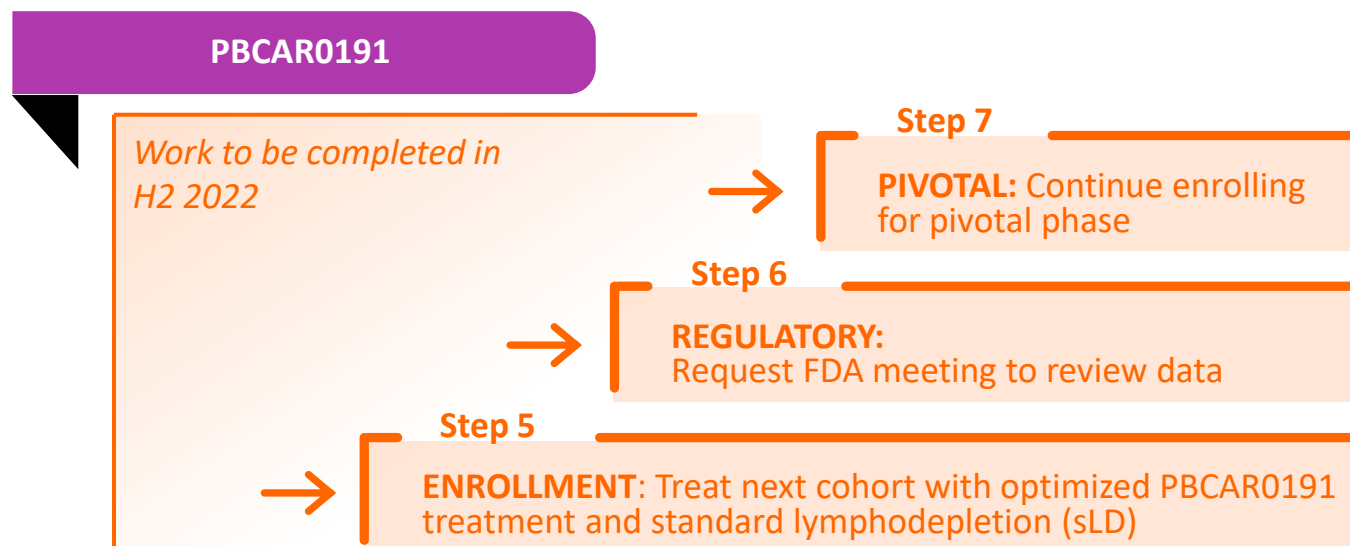 PBCAR0191
Work to be completed in
H2 2022
Step 7
PIVOTAL: Continue enrolling
for pivotal phase
Step 6
REGULATORY:
Request FDA meeting to review data
Step 5
ENROLLMENT: Treat next cohort with optimized PBCAR0191
treatment and standard lymphodepletion (sLD)